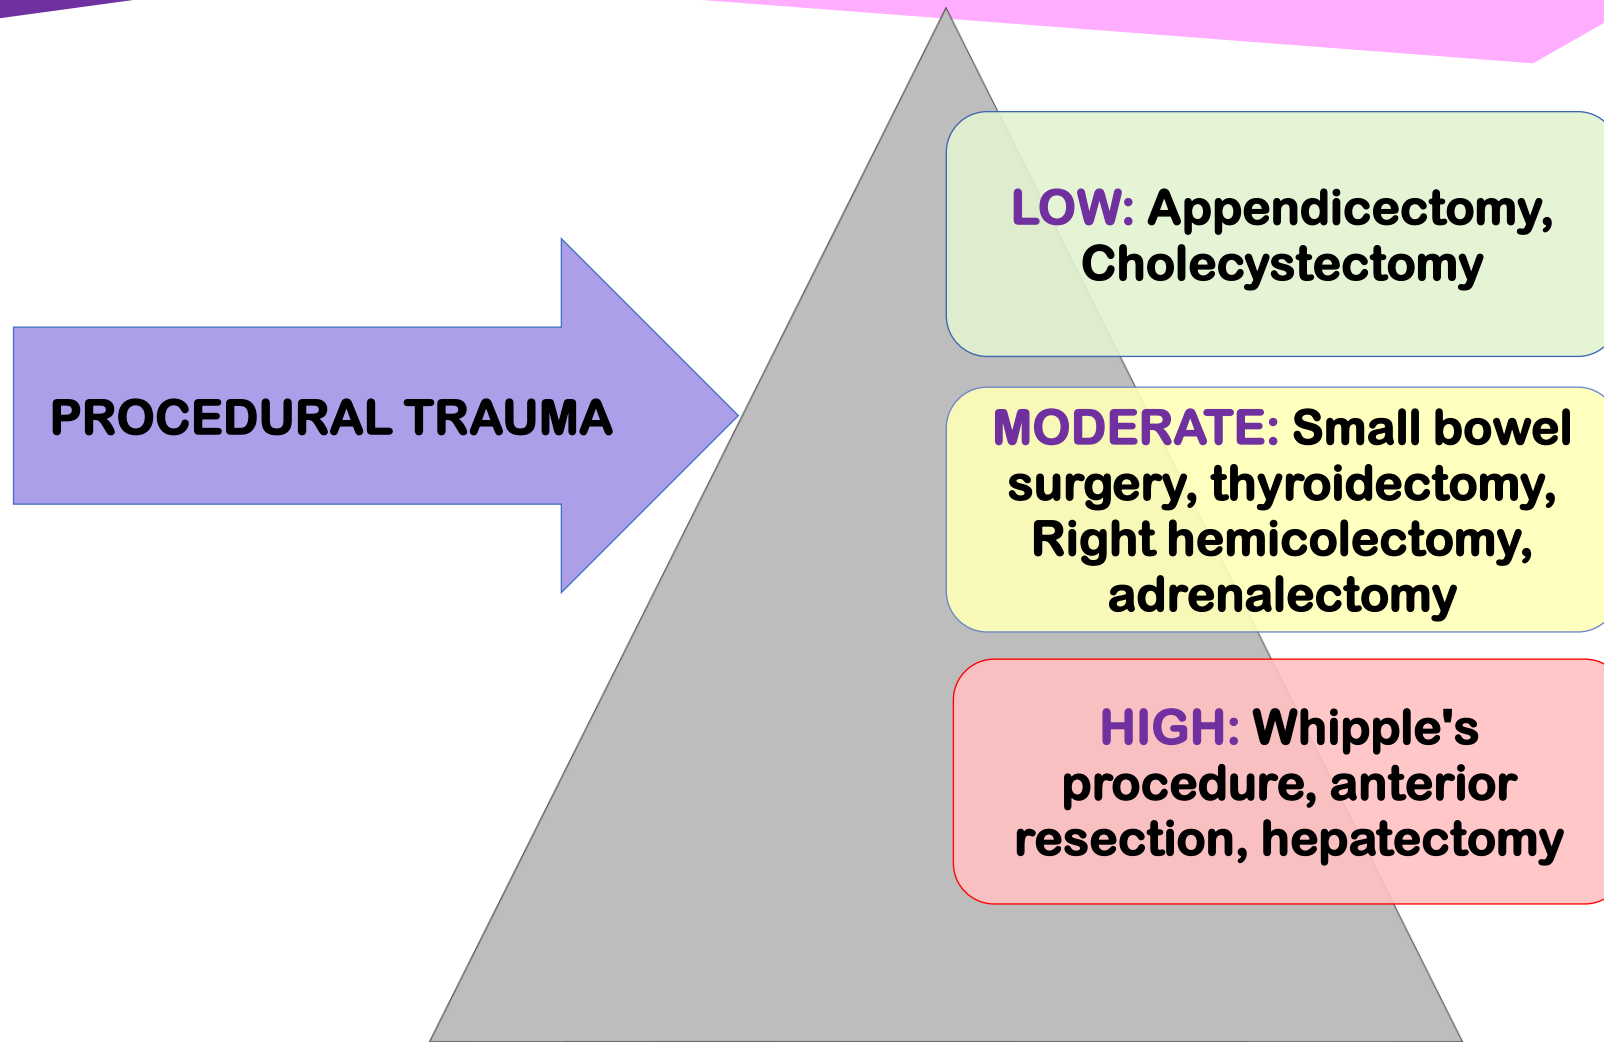 PROCEDURAL TRAUMA
LOW: Appendicectomy,
Cholecystectomy
MODERATE: Small bowel
surgery, thyroidectomy,
Right hemicolectomy,
adrenalectomy
HIGH: Whipple's
procedure, anterior
resection, hepatectomy